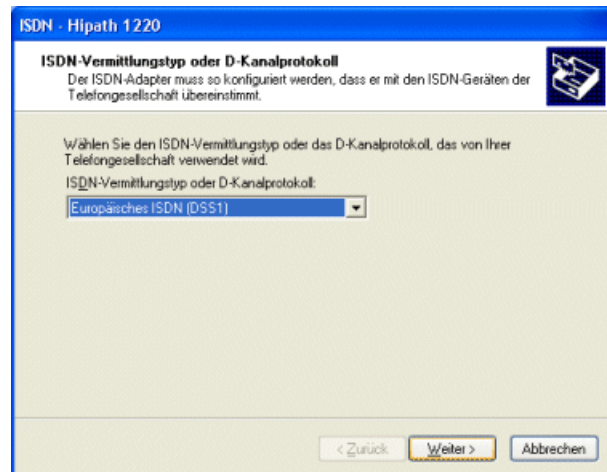 ISDN - Hipath 1220
ISDN-Vermittlungstyp oder D-Kanalprotokoll
Der ISDN-Adapter muss so konfiguriert werden, dass er mit den ISDN-Geräten der
Telefongesellschaft übereinstimmt.
Wählen Sie den ISDN-Vermittlungstyp oder das D-Kanalprotokoll, das von Ihrer
Telefongesellschaft verwendet wird.
ISDN-Vermittlungstyp oder D-Kanalprotokoll:
Europäisches ISDN (DSS1)
< Zurück Weiter > Abbrechen